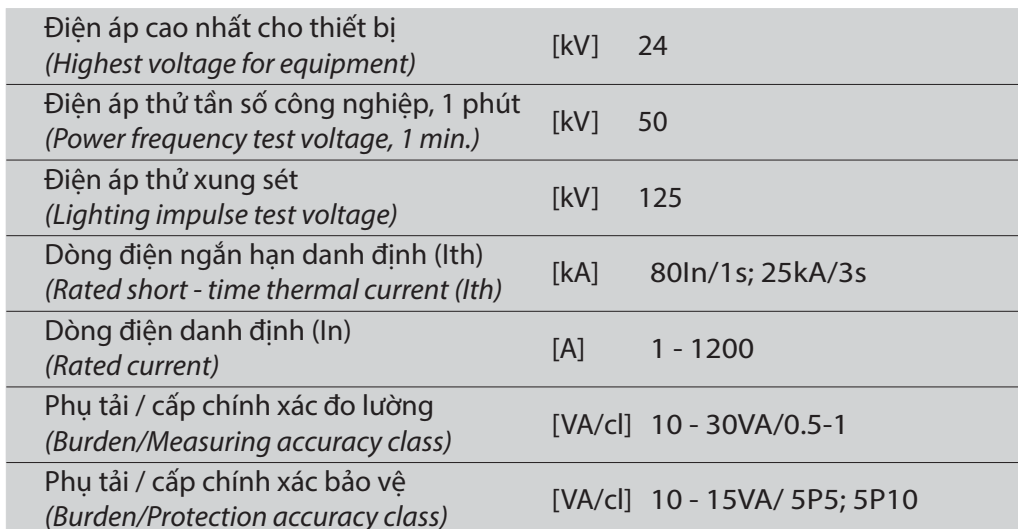 Điện áp cao nhất cho thiết bị
(Highest voltage for equipment)
[kV] 24
Điện áp thử tần số công nghiệp, 1 phút
(Power frequency test voltage, 1 min.)
[kV] 50
Điện áp thử xung sét
(Lighting impulse test voltage)
[kV] 125
Dòng điện ngắn hạn danh định (Ith)
(Rated short - time thermal current (Ith)
[kA] 80In/1s; 25kA/3s
Dòng điện danh định (In)
(Rated current)
[A] 1 - 1200
Phụ tải / cấp chính xác đo lường
(Burden/Measuring accuracy class)
[VA/cl] 10 - 30VA/0.5-1
Phụ tải / cấp chính xác bảo vệ
(Burden/Protection accuracy class)
[VA/cl] 10 - 15VA/ 5P5; 5P10